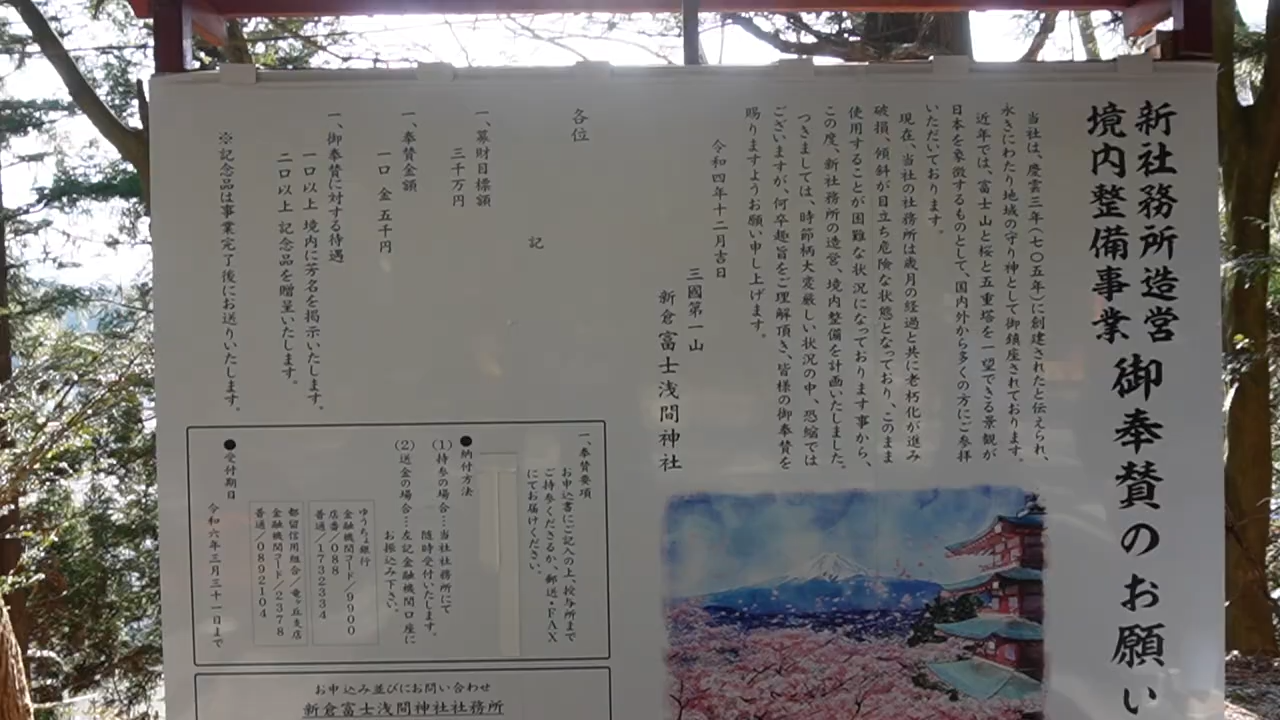 新社務所造営
境内整備事業
御奉賛のお願い
当社は、慶雲三年(七〇五年)に創建されたと伝えられ、
永きにわたり地域の守り神として御鎮座されております。
近年では、富士山と桜と五重塔を一望できる景観が
日本を象徴するものとして、国内外から多くの方にご参拝
いただいております。
現在、当社の社務所は歳月の経過と共に老朽化が進み
破損、傾斜が目立ち危険な状態となっており、このまま
使用することが困難な状況になっております事から、
この度、新社務所の造営、境内整備を計画いたしました。
つきましては、時節柄大変厳しい状況の中、恐縮では
ございますが、何卒趣旨をご理解頂き、皆様の御奉賛を
賜りますようお願い申し上げます。
令和四年十二月吉日
三國第一山
新倉富士浅間神社
各位
記
一、募財目標額
三千万円
一、奉賛金額
一口 金 五千円
一、御奉賛に対する待遇
一口以上 境内に芳名を掲示いたします。
二口以上 記念品を贈呈いたします。
※記念品は事業完了後にお送りいたします。
一、奉賛要項
お申込書にご記入の上、授与所まで
ご持参くださるか、郵送・FAX
にてお届けください。
●納付方法
(1)持参の場合…当社社務所にて
随時受付いたします。
(2)送金の場合…左記金融機関口座に
お振込み下さい。
ゆうちょ銀行
金融機関コード/9900
店番/088
普通/1732334
都留信用組合/竜ヶ丘支店
金融機関コード/2378
普通/0892104
●受付期日
令和六年三月三十一日まで
お申込み並びにお問い合わせ
新倉富士浅間神社社務所